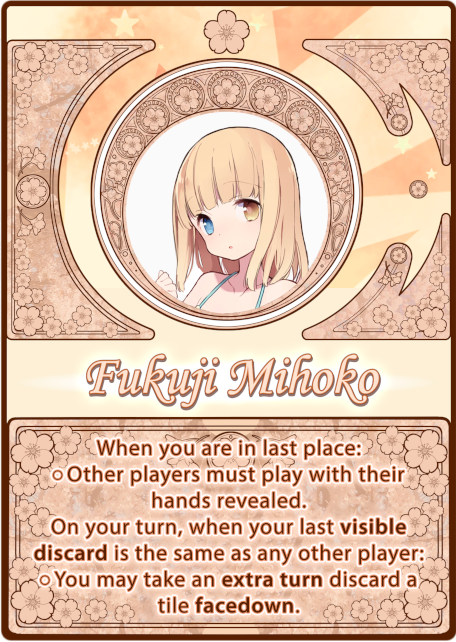 Fukuji Mihoko
When you are in last place:
○Other players must play with their
hands revealed.
On your turn, when your last visible
discard is the same as any other player:
○You may take an extra turn discard a
tile facedown.